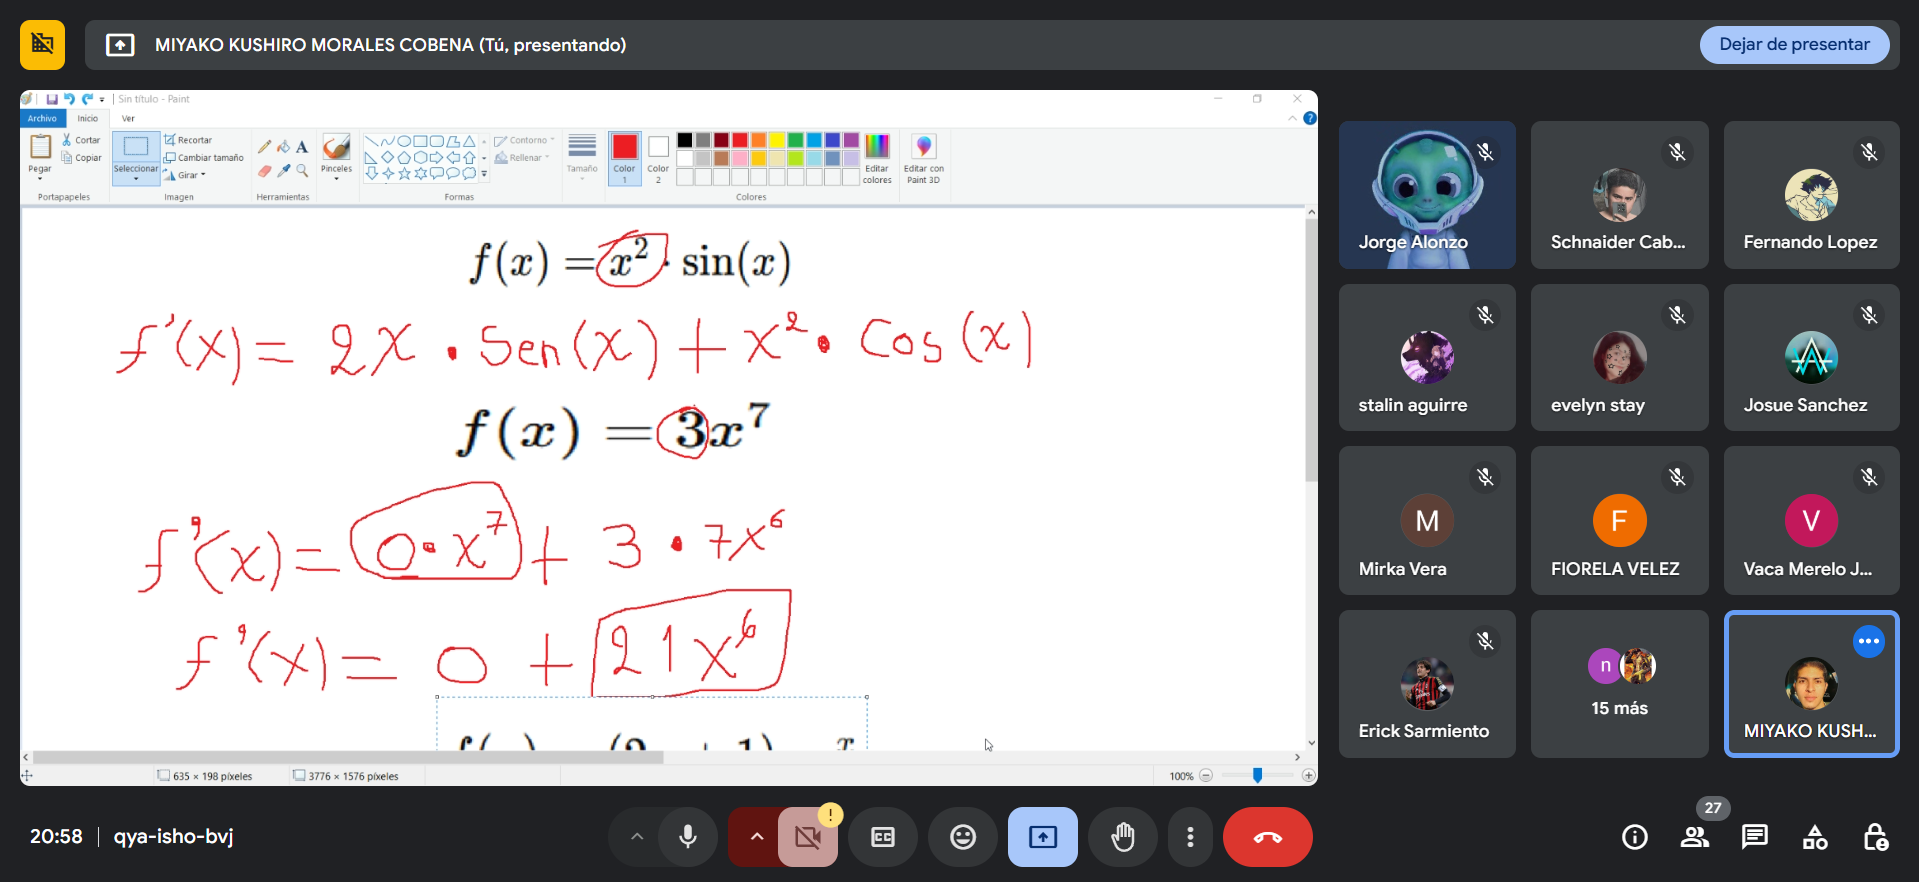 MIYAKO KUSHIRO MORALES COBENA (Tú, presentando)
Dejar de presentar
Sin título - Paint
Archivo Inicio Ver
Pegar
Cortar
Copiar
Portapapeles
Seleccionar
Recortar
Cambiar tamaño
Girar
Imagen
A
Herramientas
Pinceles
Contorno
Rellenar
Formas
Tamaño
Color 1
Color 2
Editar colores
Editar con Paint 3D
Colores
f(x) = x² · sin(x)
f'(x) = 2x · Sen(x) + x² · Cos(x)
f(x) = 3x⁷
f'(x) = 0 · x⁷ + 3 · 7x⁶
f'(x) = 0 + 21x⁶
635 × 198 píxeles
3776 × 1576 píxeles
100%
Jorge Alonzo
Schnaider Cab...
Fernando Lopez
stalin aguirre
evelyn stay
Josue Sanchez
M
Mirka Vera
F
FIORELA VELEZ
V
Vaca Merelo J...
Erick Sarmiento
n
15 más
MIYAKO KUSH...
20:58 | qya-isho-bvj
27